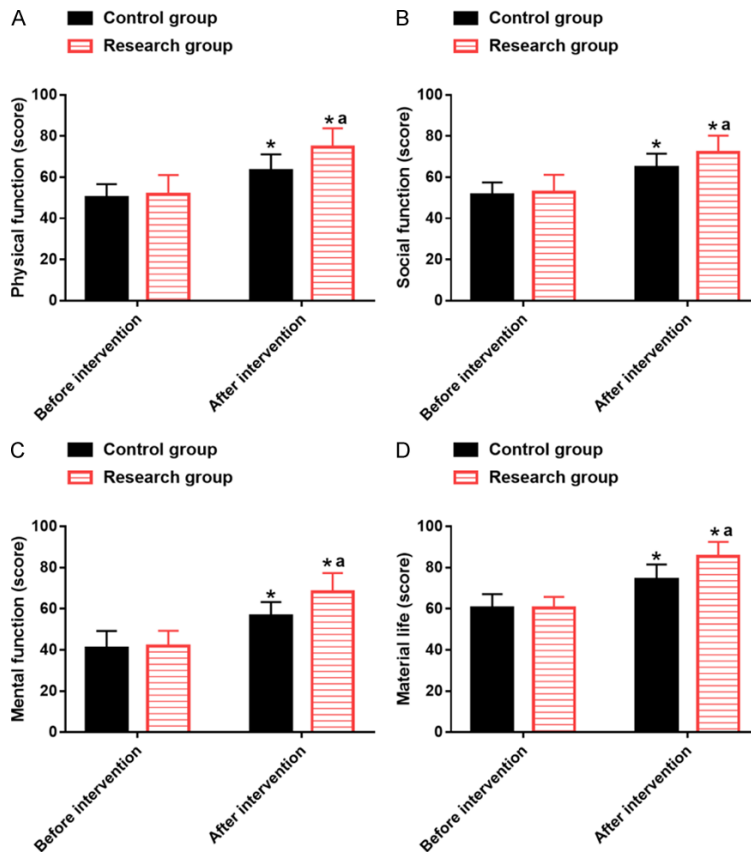 A
Control group
Research group
Physical function (score)
100
80
60
40
20
0
*
* a
Before intervention
After intervention
B
Control group
Research group
Social function (score)
100
80
60
40
20
0
*
* a
Before intervention
After intervention
C
Control group
Research group
Mental function (score)
100
80
60
40
20
0
*
* a
Before intervention
After intervention
D
Control group
Research group
Material life (score)
100
80
60
40
20
0
*
* a
Before intervention
After intervention